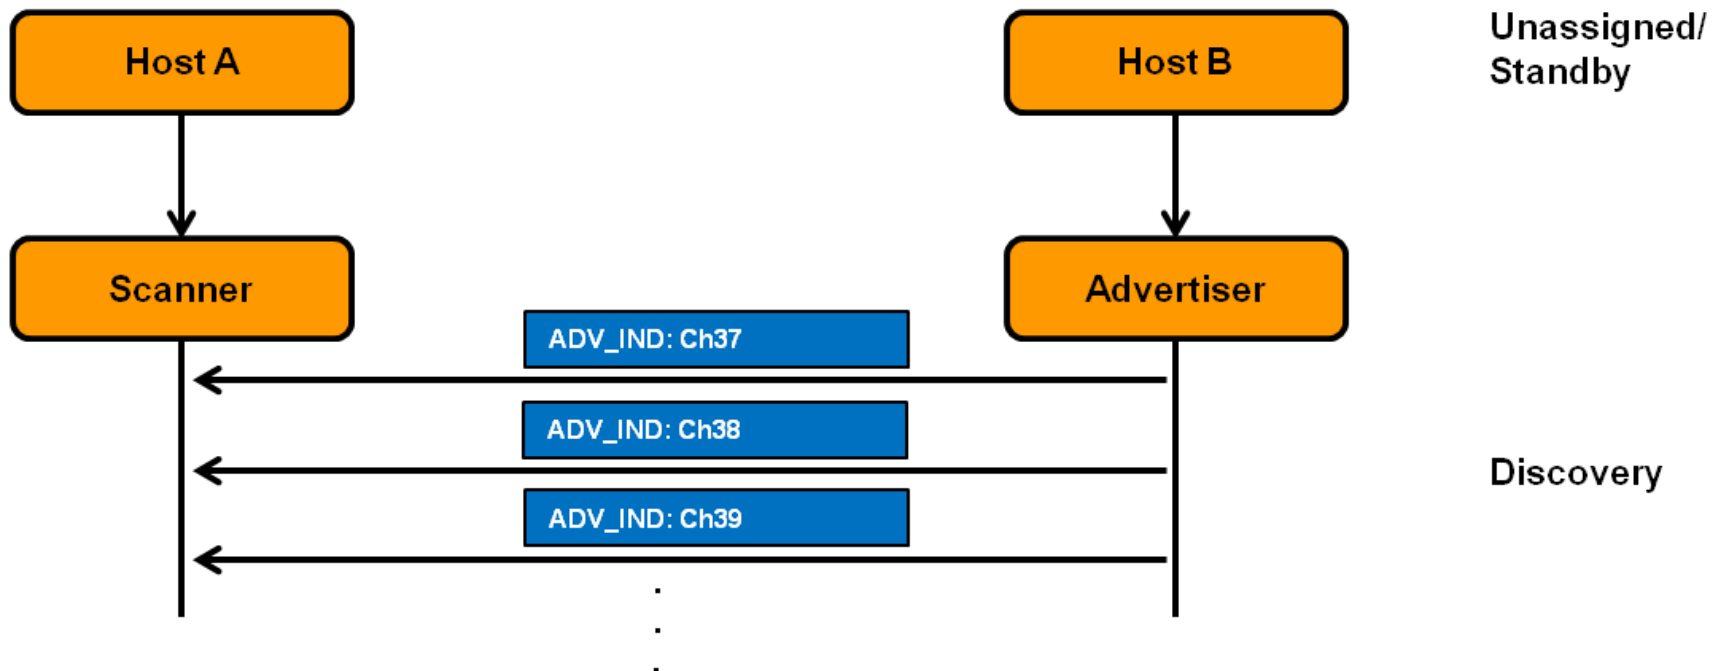 Host A
Host B
Unassigned/
Standby
Scanner
Advertiser
ADV_IND: Ch37
ADV_IND: Ch38
Discovery
ADV_IND: Ch39
.
.
.